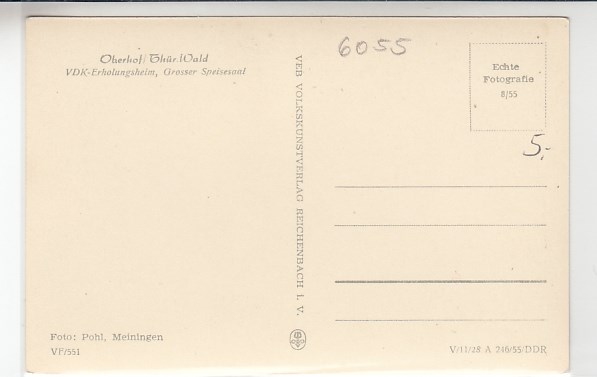 6055
Oberhof/Thür.Wald
VDK-Erholungsheim, Grosser Speisesaal
Echte
Fotografie
8/55
5,-
VEB VOLKSKUNSTVERLAG REICHENBACH I. V.
Foto: Pohl, Meiningen
VF/551
V/11/28 A 246/55/DDR